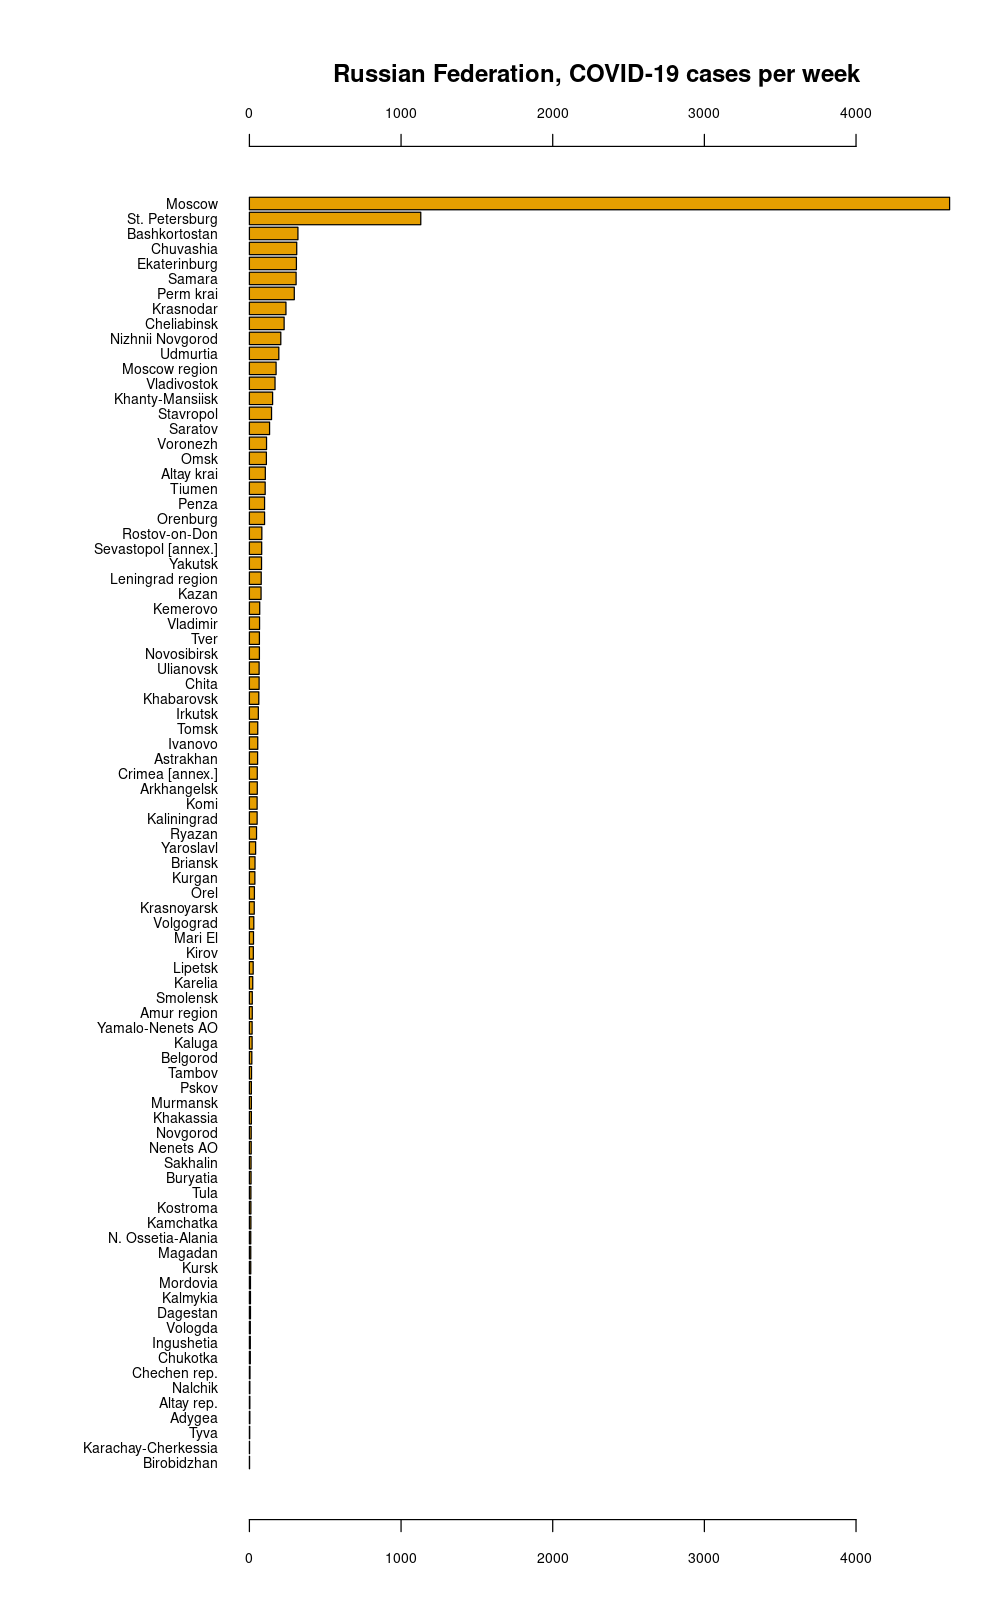 Russian Federation, COVID-19 cases per week
0 1000 2000 3000 4000
Moscow
St. Petersburg
Bashkortostan
Chuvashia
Ekaterinburg
Samara
Perm krai
Krasnodar
Cheliabinsk
Nizhnii Novgorod
Udmurtia
Moscow region
Vladivostok
Khanty-Mansiisk
Stavropol
Saratov
Voronezh
Omsk
Altay krai
Tiumen
Penza
Orenburg
Rostov-on-Don
Sevastopol [annex.]
Yakutsk
Leningrad region
Kazan
Kemerovo
Vladimir
Tver
Novosibirsk
Ulianovsk
Chita
Khabarovsk
Irkutsk
Tomsk
Ivanovo
Astrakhan
Crimea [annex.]
Arkhangelsk
Komi
Kaliningrad
Ryazan
Yaroslavl
Briansk
Kurgan
Orel
Krasnoyarsk
Volgograd
Mari El
Kirov
Lipetsk
Karelia
Smolensk
Amur region
Yamalo-Nenets AO
Kaluga
Belgorod
Tambov
Pskov
Murmansk
Khakassia
Novgorod
Nenets AO
Sakhalin
Buryatia
Tula
Kostroma
Kamchatka
N. Ossetia-Alania
Magadan
Kursk
Mordovia
Kalmykia
Dagestan
Vologda
Ingushetia
Chukotka
Chechen rep.
Nalchik
Altay rep.
Adygea
Tyva
Karachay-Cherkessia
Birobidzhan
0 1000 2000 3000 4000